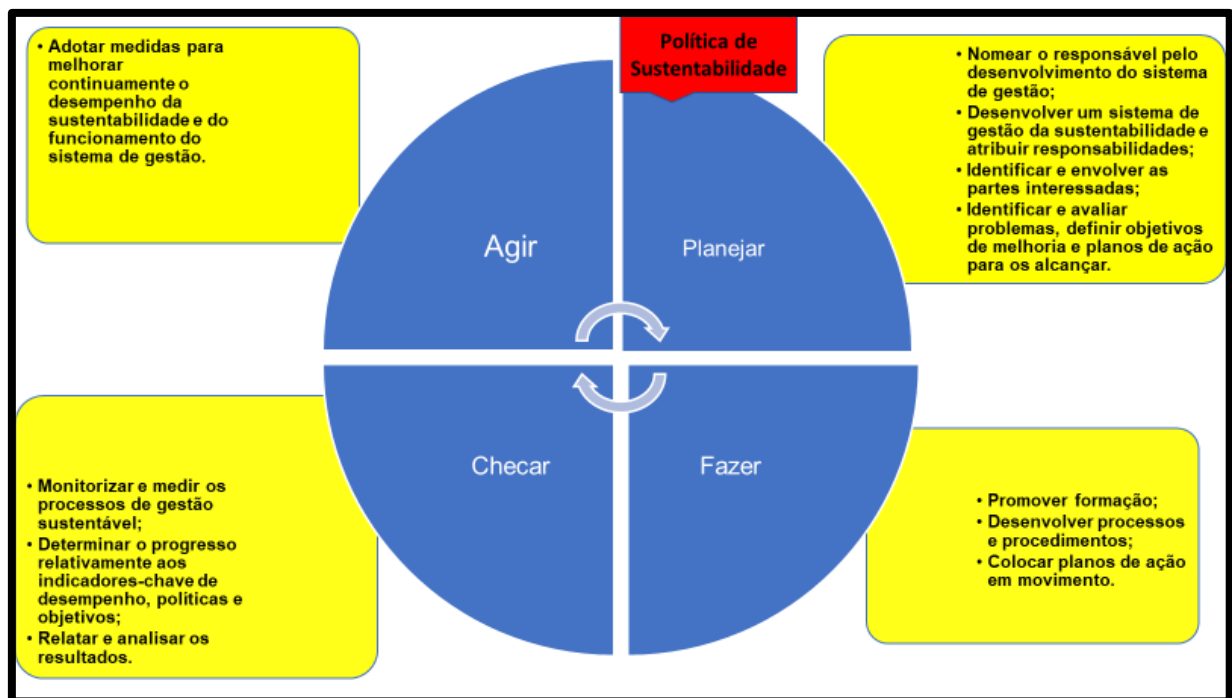 • Adotar medidas para
melhorar
continuamente o
desempenho da
sustentabilidade e do
funcionamento do
sistema de gestão.
Política de
Sustentabilidade
• Nomear o responsável pelo
desenvolvimento do sistema
de gestão;
• Desenvolver um sistema de
gestão da sustentabilidade e
atribuir responsabilidades;
• Identificar e envolver as
partes interessadas;
• Identificar e avaliar
problemas, definir objetivos
de melhoria e planos de ação
para os alcançar.
Agir
Planejar
Checar
Fazer
• Monitorizar e medir os
processos de gestão
sustentável;
• Determinar o progresso
relativamente aos
indicadores-chave de
desempenho, políticas e
objetivos;
• Relatar e analisar os
resultados.
• Promover formação;
• Desenvolver processos
e procedimentos;
• Colocar planos de ação
em movimento.